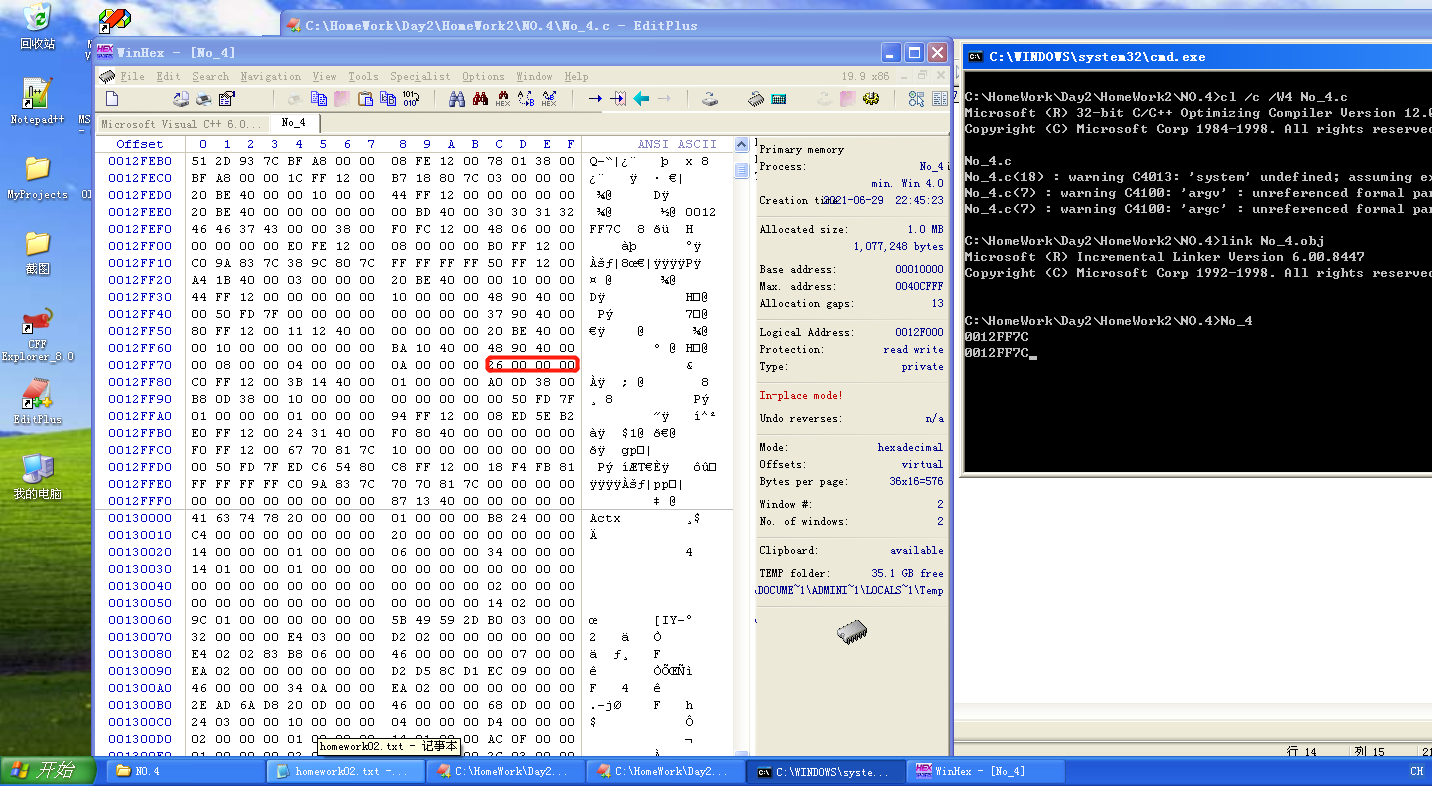 回收站
Notepad++
MyProjects
截图
CFF
Explorer_8.0
EditPlus
我的电脑
C:\HomeWork\Day2\HomeWork2\NO.4\No_4.c - EditPlus
WinHex - [No_4]
File Edit Search Navigation View Tools Specialist Options Window Help
19.9 x86
Microsoft Visual C++ 6.0... No_4
Offset 0 1 2 3 4 5 6 7 8 9 A B C D E F ANSI ASCII
0012FEB0 51 2D 93 7C BF A8 00 00 08 FE 12 00 78 01 38 00
0012FEC0 BF A8 00 00 1C FF 12 00 B7 18 80 7C 03 00 00 00
0012FED0 20 BE 40 00 00 10 00 00 44 FF 12 00 00 00 00 00
0012FEE0 20 BE 40 00 00 00 00 00 00 BD 40 00 30 30 31 32
0012FEF0 46 46 37 43 00 00 38 00 F0 FC 12 00 48 06 00 00
0012FF00 00 00 00 00 E0 FE 12 00 08 00 00 00 B0 FF 12 00
0012FF10 C0 9A 83 7C 38 9C 80 7C FF FF FF FF 50 FF 12 00
0012FF20 A4 1B 40 00 03 00 00 00 20 BE 40 00 00 10 00 00
0012FF30 44 FF 12 00 00 00 00 00 10 00 00 00 48 90 40 00
0012FF40 00 50 FD 7F 00 00 00 00 00 00 00 00 37 90 40 00
0012FF50 80 FF 12 00 11 12 40 00 00 00 00 00 20 BE 40 00
0012FF60 00 10 00 00 00 00 00 00 BA 10 40 00 48 90 40 00
0012FF70 00 08 00 00 04 00 00 00 0A 00 00 00 26 00 00 00
0012FF80 C0 FF 12 00 3B 14 40 00 01 00 00 00 A0 0D 38 00
0012FF90 B8 0D 38 00 10 00 00 00 00 00 00 00 00 50 FD 7F
0012FFA0 01 00 00 00 01 00 00 00 94 FF 12 00 08 ED 5E B2
0012FFB0 E0 FF 12 00 24 31 40 00 F0 80 40 00 00 00 00 00
0012FFC0 F0 FF 12 00 67 70 81 7C 10 00 00 00 00 00 00 00
0012FFD0 00 50 FD 7F ED C6 54 80 C8 FF 12 00 18 F4 FB 81
0012FFE0 FF FF FF FF C0 9A 83 7C 70 70 81 7C 00 00 00 00
0012FFF0 00 00 00 00 00 00 00 00 87 13 40 00 00 00 00 00
00130000 41 63 74 78 20 00 00 00 01 00 00 00 B8 24 00 00 Actx
00130010 C4 00 00 00 00 00 00 00 20 00 00 00 00 00 00 00
00130020 14 00 00 00 01 00 00 00 06 00 00 00 34 00 00 00
00130030 14 01 00 00 01 00 00 00 00 00 00 00 00 00 00 00
00130040 00 00 00 00 00 00 00 00 00 00 00 00 02 00 00 00
00130050 00 00 00 00 00 00 00 00 00 00 00 00 14 02 00 00
00130060 9C 01 00 00 00 00 00 00 5B 49 59 2D B0 03 00 00
00130070 32 00 00 00 E4 03 00 00 D2 02 00 00 00 00 00 00
00130080 E4 02 02 83 B8 06 00 00 46 00 00 00 00 07 00 00
00130090 EA 02 00 00 00 00 00 00 D2 D5 8C D1 EC 09 00 00
001300A0 46 00 00 00 34 0A 00 00 EA 02 00 00 00 00 00 00
001300B0 2E AD 6A D8 20 0D 00 00 46 00 00 00 68 0D 00 00
001300C0 24 03 00 00 10 00 00 00 04 00 00 00 D4 00 00 00
Primary memory
Process: No_4
min. Win 4.0
2021-06-29 22:45:23
Allocated size: 1.0 MB
1,077,248 bytes
Base address: 00010000
Max. address: 0040CFFF
Allocation gaps: 13
Logical Address: 0012F000
Protection: read write
Type: private
In-place mode!
Undo reverses: n/a
Mode: hexadecimal
Offsets: virtual
Bytes per page: 36x16=576
Window #: 2
No. of windows: 2
Clipboard: available
TEMP folder: 35.1 GB free
\DOCUME~1\ADMINI~1\LOCALS~1\Temp
C:\WINDOWS\system32\cmd.exe
C:\HomeWork\Day2\HomeWork2\NO.4>cl /c /W4 No_4.c
Microsoft (R) 32-bit C/C++ Optimizing Compiler Version 12.0
Copyright (C) Microsoft Corp 1984-1998. All rights reserved
No_4.c
No_4.c(18) : warning C4013: 'system' undefined; assuming ex
No_4.c(7) : warning C4100: 'argv' : unreferenced formal par
No_4.c(7) : warning C4100: 'argc' : unreferenced formal par
C:\HomeWork\Day2\HomeWork2\NO.4>link No_4.obj
Microsoft (R) Incremental Linker Version 6.00.8447
Copyright (C) Microsoft Corp 1992-1998. All rights reserved
C:\HomeWork\Day2\HomeWork2\NO.4>No_4
0012FF7C
0012FF7C_
行 14 列 15
homework02.txt - 记事本
开始 NO.4 homework02.txt -... C:\HomeWork\Day2... C:\HomeWork\Day2... C:\WINDOWS\syste... WinHex - [No_4] CH